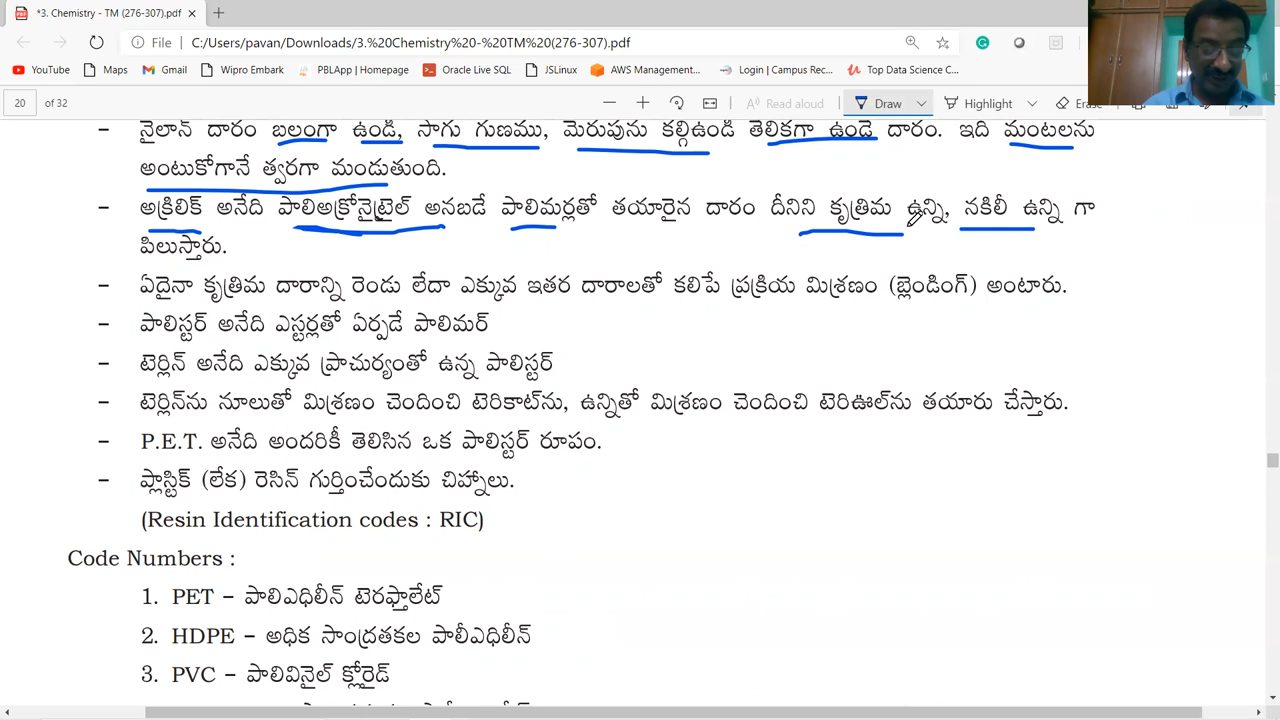 *3. Chemistry - TM (276-307).pdf
File C:/Users/pavan/Downloads/3.%20Chemistry%20-%20TM%20(276-307).pdf
YouTube Maps Gmail Wipro Embark PBLApp | Homepage Oracle Live SQL JSLinux AWS Management... Login | Campus Rec... Top Data Science C...
20 of 32 Read aloud Draw Highlight Erase
- నైలాన్ దారం బలంగా ఉండి, సాగు గుణము, మెరుపును కల్గిఉండి తేలికగా ఉండె దారం. ఇది మంటలను
అంటుకోగానే త్వరగా మండుతుంది.
- అక్రిలిక్ అనేది పాలిఅక్రోనైట్రైల్ అనబడే పాలిమర్లతో తయారైన దారం దీనిని కృత్రిమ ఉన్ని, నకిలీ ఉన్ని గా
పిలుస్తారు.
- ఏదైనా కృత్రిమ దారాన్ని రెండు లేదా ఎక్కువ ఇతర దారాలతో కలిపే ప్రక్రియ మిశ్రణం (బ్లెండింగ్) అంటారు.
- పాలిస్టర్ అనేది ఎస్టర్లతో ఏర్పడే పాలిమర్
- టెర్లిన్ అనేది ఎక్కువ ప్రాచుర్యంతో ఉన్న పాలిస్టర్
- టెర్లిన్‌ను నూలుతో మిశ్రణం చెందించి టెరికాట్‌ను, ఉన్నితో మిశ్రణం చెందించి టెరిఊల్‌ను తయారు చేస్తారు.
- P.E.T. అనేది అందరికీ తెలిసిన ఒక పాలిస్టర్ రూపం.
- ప్లాస్టిక్ (లేక) రెసిన్ గుర్తించేందుకు చిహ్నాలు.
(Resin Identification codes : RIC)
Code Numbers :
1. PET – పాలిఎథిలీన్ టెరఫ్తాలేట్
2. HDPE – అధిక సాంద్రతకల పాలీఎథిలీన్
3. PVC – పాలివినైల్ క్లోరైడ్